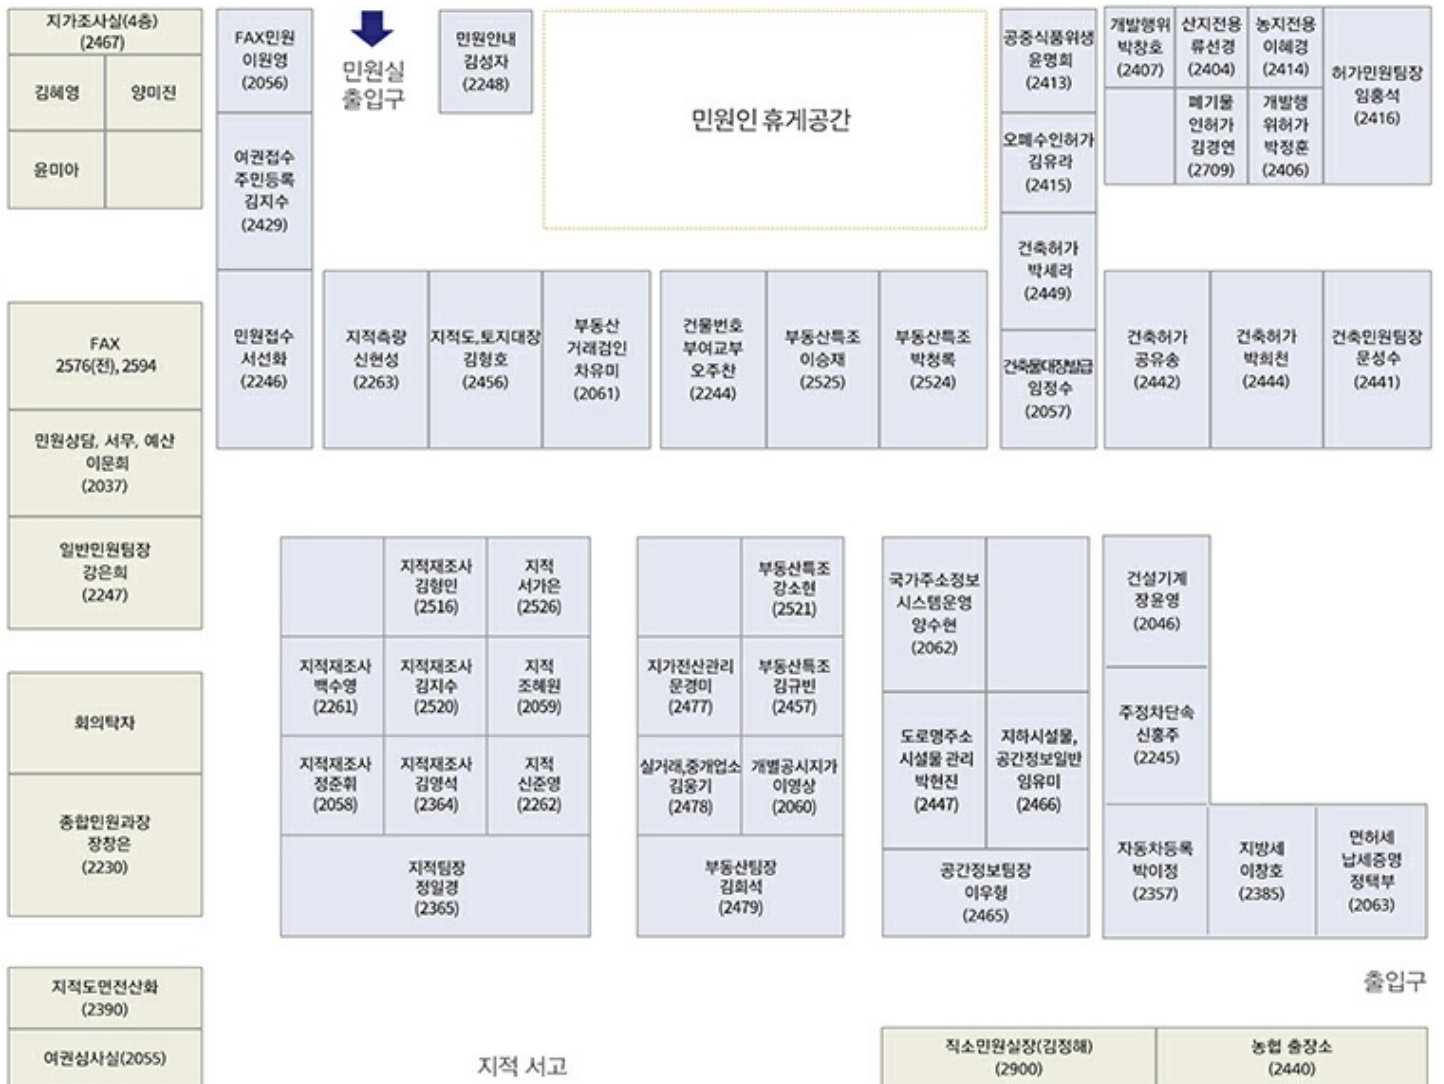 지가조사실(4층)
(2467)
김혜영
양미진
윤미아
FAX민원
이원영
(2056)
민원실
출입구
민원안내
김성자
(2248)
민원인 휴게공간
공중식품위생
윤명희
(2413)
개발행위
박창호
(2407)
산지전용
류선경
(2404)
농지전용
이혜경
(2414)
허가민원팀장
임홍석
(2416)
여권접수
주민등록
김지수
(2429)
오폐수인허가
김유라
(2415)
폐기물
인허가
김경연
(2709)
개발행
위허가
박정훈
(2406)
건축허가
박세라
(2449)
FAX
2576(전), 2594
민원접수
서선화
(2246)
지적측량
신현성
(2263)
지적도,토지대장
김형호
(2456)
부동산
거래검인
차유미
(2061)
건물번호
부여교부
오주찬
(2244)
부동산특조
이승재
(2525)
부동산특조
박청록
(2524)
건축물대장발급
임정수
(2057)
건축허가
공유송
(2442)
건축허가
박희천
(2444)
건축민원팀장
문성수
(2441)
민원상담, 서무, 예산
이문희
(2037)
일반민원팀장
강은희
(2247)
지적재조사
김형민
(2516)
지적
서가은
(2526)
지적재조사
백수영
(2261)
지적재조사
김지수
(2520)
지적
조혜원
(2059)
지적재조사
정준휘
(2058)
지적재조사
김영석
(2364)
지적
신준영
(2262)
지적팀장
정일경
(2365)
부동산특조
강소현
(2521)
지가전산관리
문경미
(2477)
부동산특조
김규빈
(2457)
실거래,중개업소
김웅기
(2478)
개별공시지가
이영상
(2060)
부동산팀장
김희석
(2479)
국가주소정보
시스템운영
양수현
(2062)
도로명주소
시설물 관리
박현진
(2447)
지하시설물,
공간정보일반
임유미
(2466)
공간정보팀장
이우형
(2465)
건설기계
장윤영
(2046)
주정차단속
신홍주
(2245)
자동차등록
박이정
(2357)
지방세
이창호
(2385)
면허세
납세증명
정택부
(2063)
회의탁자
종합민원과장
장창은
(2230)
출입구
지적도면전산화
(2390)
여권심사실(2055)
지적 서고
직소민원실장(김정해)
(2900)
농협 출장소
(2440)